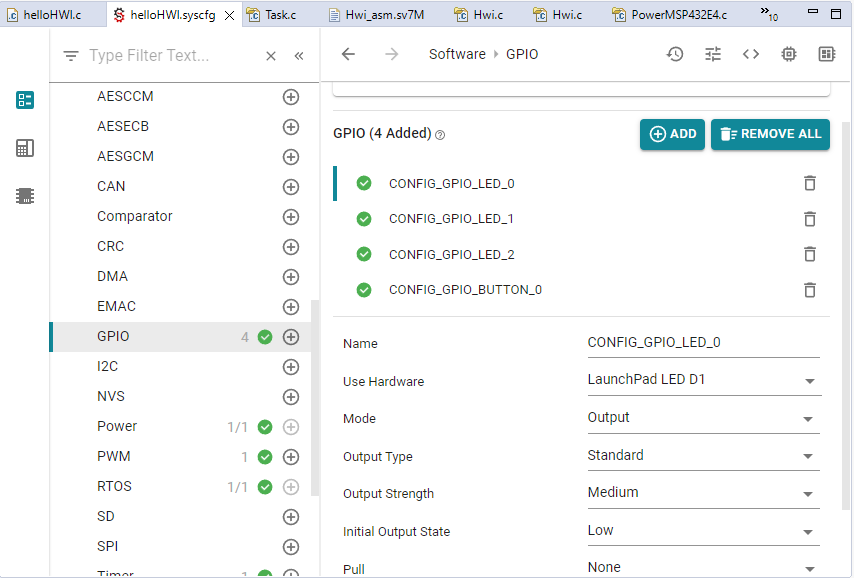 helloHWI.c helloHWI.syscfg Task.c Hwi_asm.sv7M Hwi.c Hwi.c PowerMSP432E4.c » 10
Type Filter Text... «
Software GPIO
AESCCM
AESECB
AESGCM
CAN
Comparator
CRC
DMA
EMAC
GPIO 4
I2C
NVS
Power 1/1
PWM 1
RTOS 1/1
SD
SPI
Timer 1
GPIO (4 Added) ?
ADD
REMOVE ALL
CONFIG_GPIO_LED_0
CONFIG_GPIO_LED_1
CONFIG_GPIO_LED_2
CONFIG_GPIO_BUTTON_0
Name CONFIG_GPIO_LED_0
Use Hardware LaunchPad LED D1
Mode Output
Output Type Standard
Output Strength Medium
Initial Output State Low
Pull None